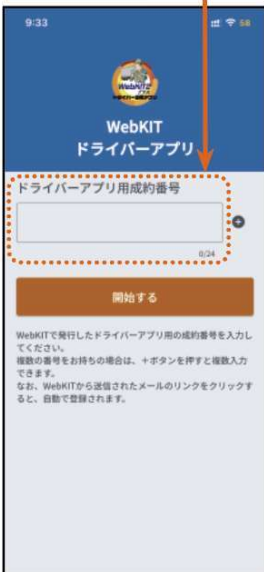 9:33
58
WebKIT
WebKIT
ドライバーアプリ
ドライバーアプリ用成約番号
0/24
開始する
WebKITで発行したドライバーアプリ用の成約番号を入力し
てください。
複数の番号をお持ちの場合は、+ボタンを押すと複数入力
できます。
なお、WebKITから送信されたメールのリンクをクリックす
ると、自動で登録されます。